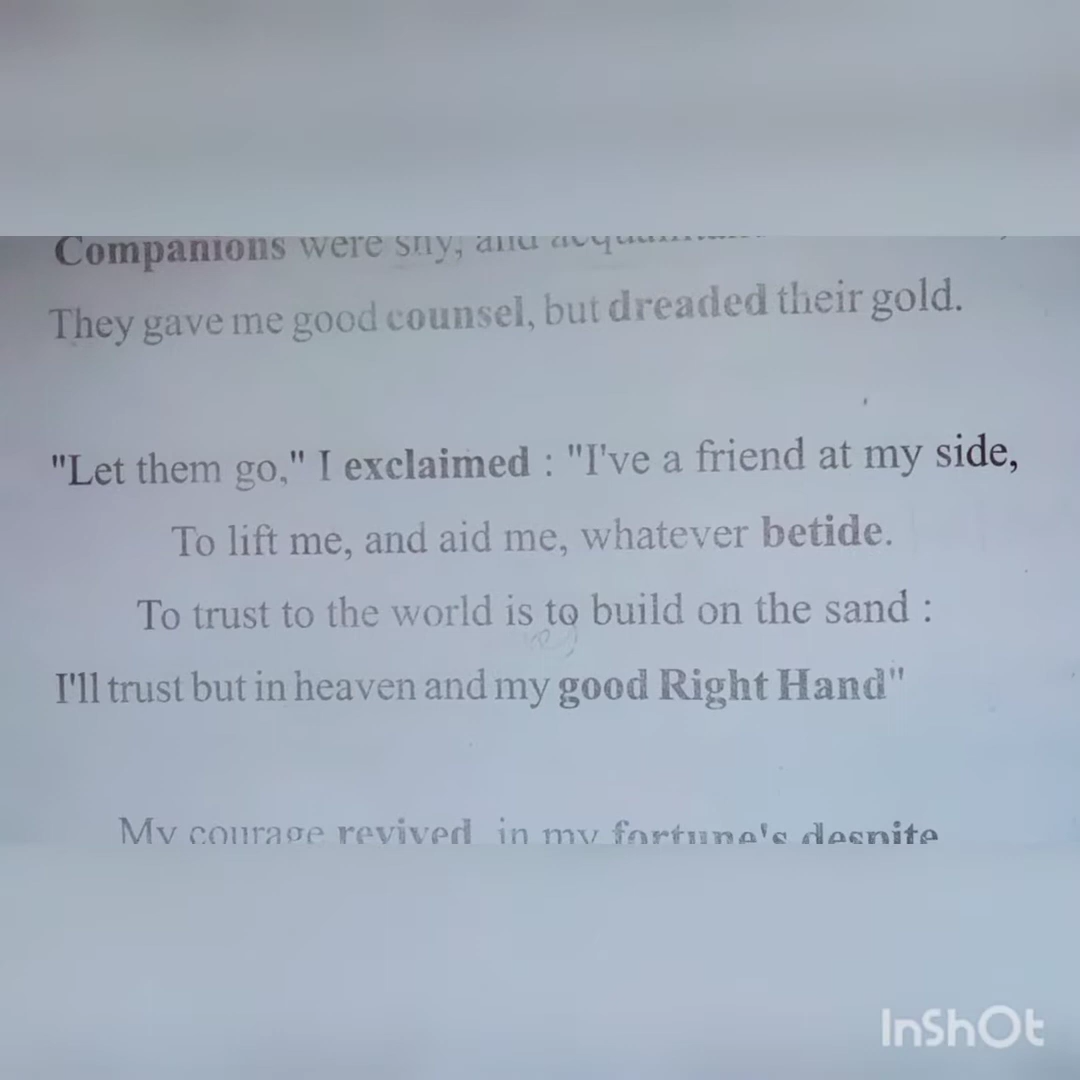 Companions were shy, and
They gave me good counsel, but dreaded their gold.
"Let them go," I exclaimed : "I've a friend at my side,
To lift me, and aid me, whatever betide.
To trust to the world is to build on the sand :
I'll trust but in heaven and my good Right Hand"
My courage revived in my fortune's despite
InShOt